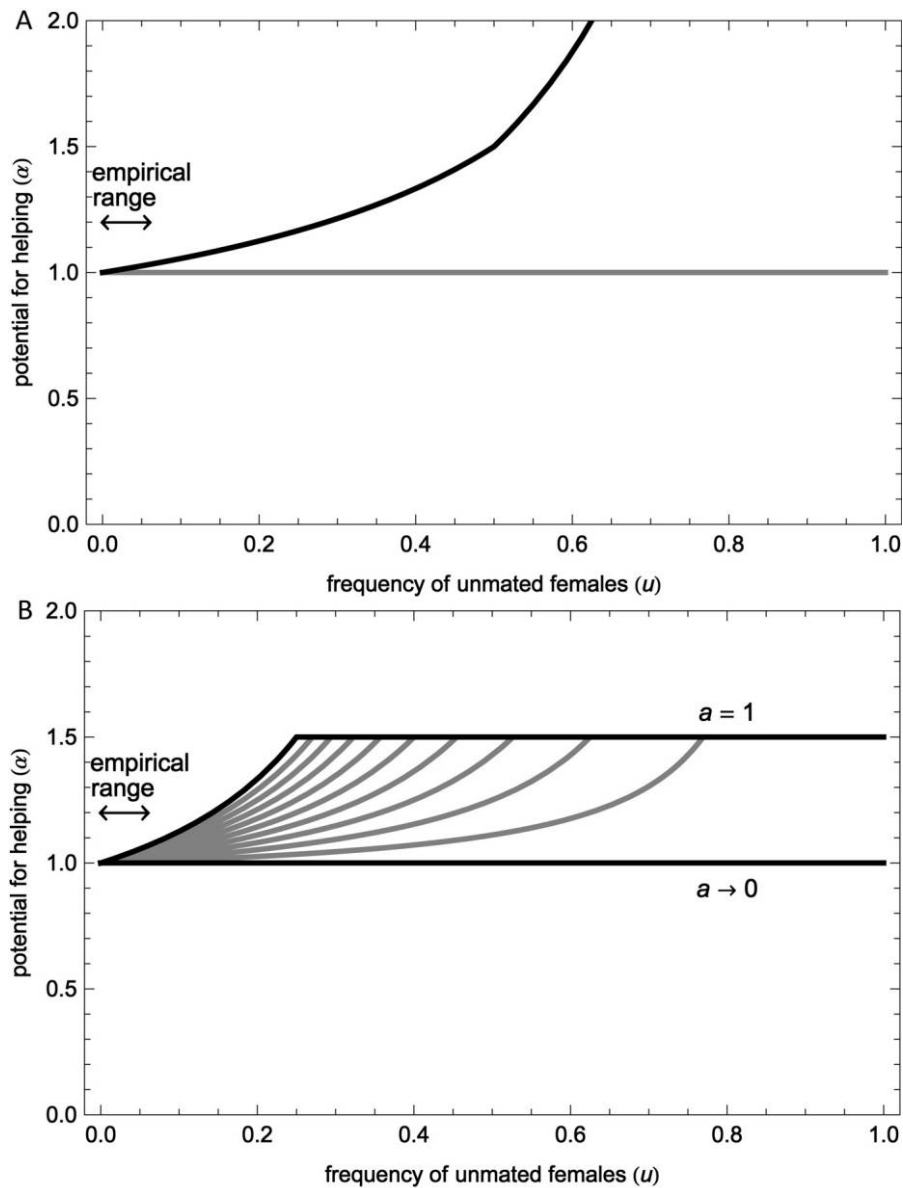 A
2.0
1.5
1.0
0.5
0.0
potential for helping (α)
empirical
range
0.0 0.2 0.4 0.6 0.8 1.0
frequency of unmated females (u)
B
2.0
1.5
1.0
0.5
0.0
potential for helping (α)
empirical
range
a = 1
a → 0
0.0 0.2 0.4 0.6 0.8 1.0
frequency of unmated females (u)